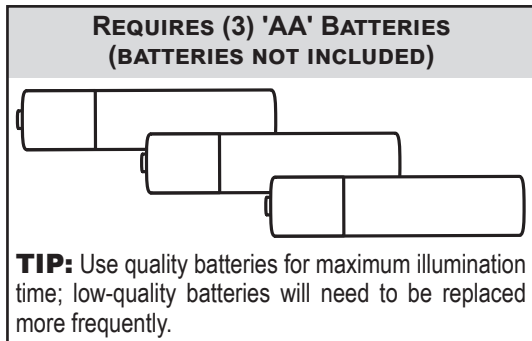 REQUIRES (3) 'AA' BATTERIES
(BATTERIES NOT INCLUDED)
TIP: Use quality batteries for maximum illumination
time; low-quality batteries will need to be replaced
more frequently.